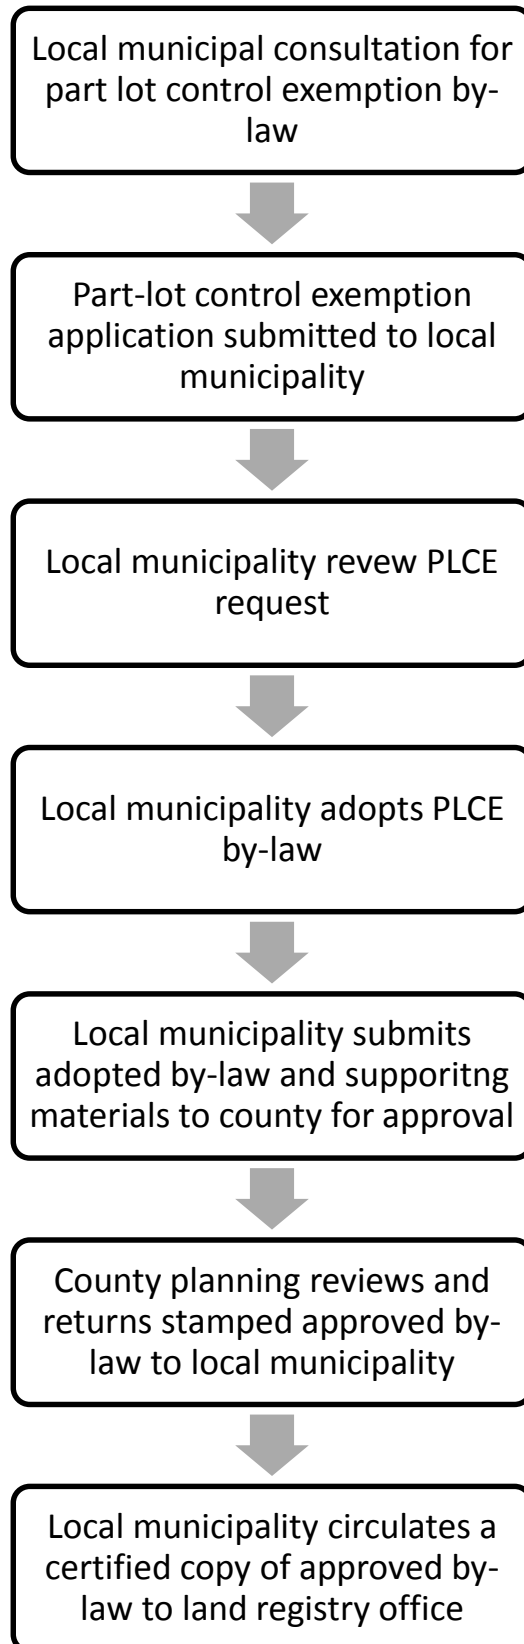 Local municipal consultation for
part lot control exemption by-
law
Part-lot control exemption
application submitted to local
municipality
Local municipality revew PLCE
request
Local municipality adopts PLCE
by-law
Local municipality submits
adopted by-law and supporitng
materials to county for approval
County planning reviews and
returns stamped approved by-
law to local municipality
Local municipality circulates a
certified copy of approved by-
law to land registry office